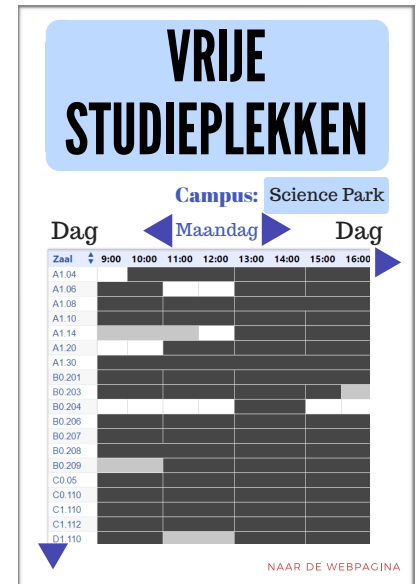 VRIJE
STUDIEPLEKKEN
Campus: Science Park
Dag Maandag Dag
Zaal 9:00 10:00 11:00 12:00 13:00 14:00 15:00 16:00
A1.04
A1.06
A1.08
A1.10
A1.14
A1.20
A1.30
B0.201
B0.203
B0.204
B0.206
B0.207
B0.208
B0.209
C0.05
C0.110
C1.110
C1.112
D1.110
NAAR DE WEBPAGINA